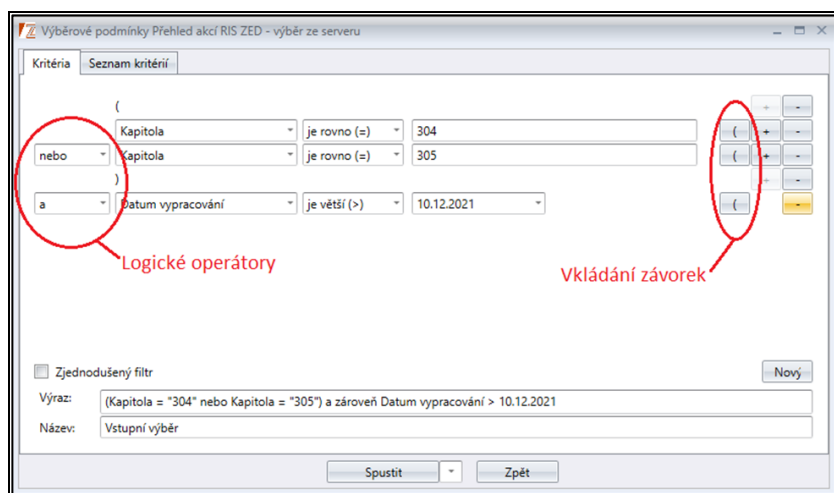 Výběrové podmínky Přehled akcí RIS ZED - výběr ze serveru
Kritéria Seznam kritérií
( + -
Kapitola je rovno (=) 304 ( + -
nebo Kapitola je rovno (=) 305 ( + -
) + -
a Datum vypracování je větší (>) 10.12.2021 ( -
Logické operátory
Vkládání závorek
Zjednodušený filtr Nový
Výraz: (Kapitola = "304" nebo Kapitola = "305") a zároveň Datum vypracování > 10.12.2021
Název: Vstupní výběr
Spustit Zpět